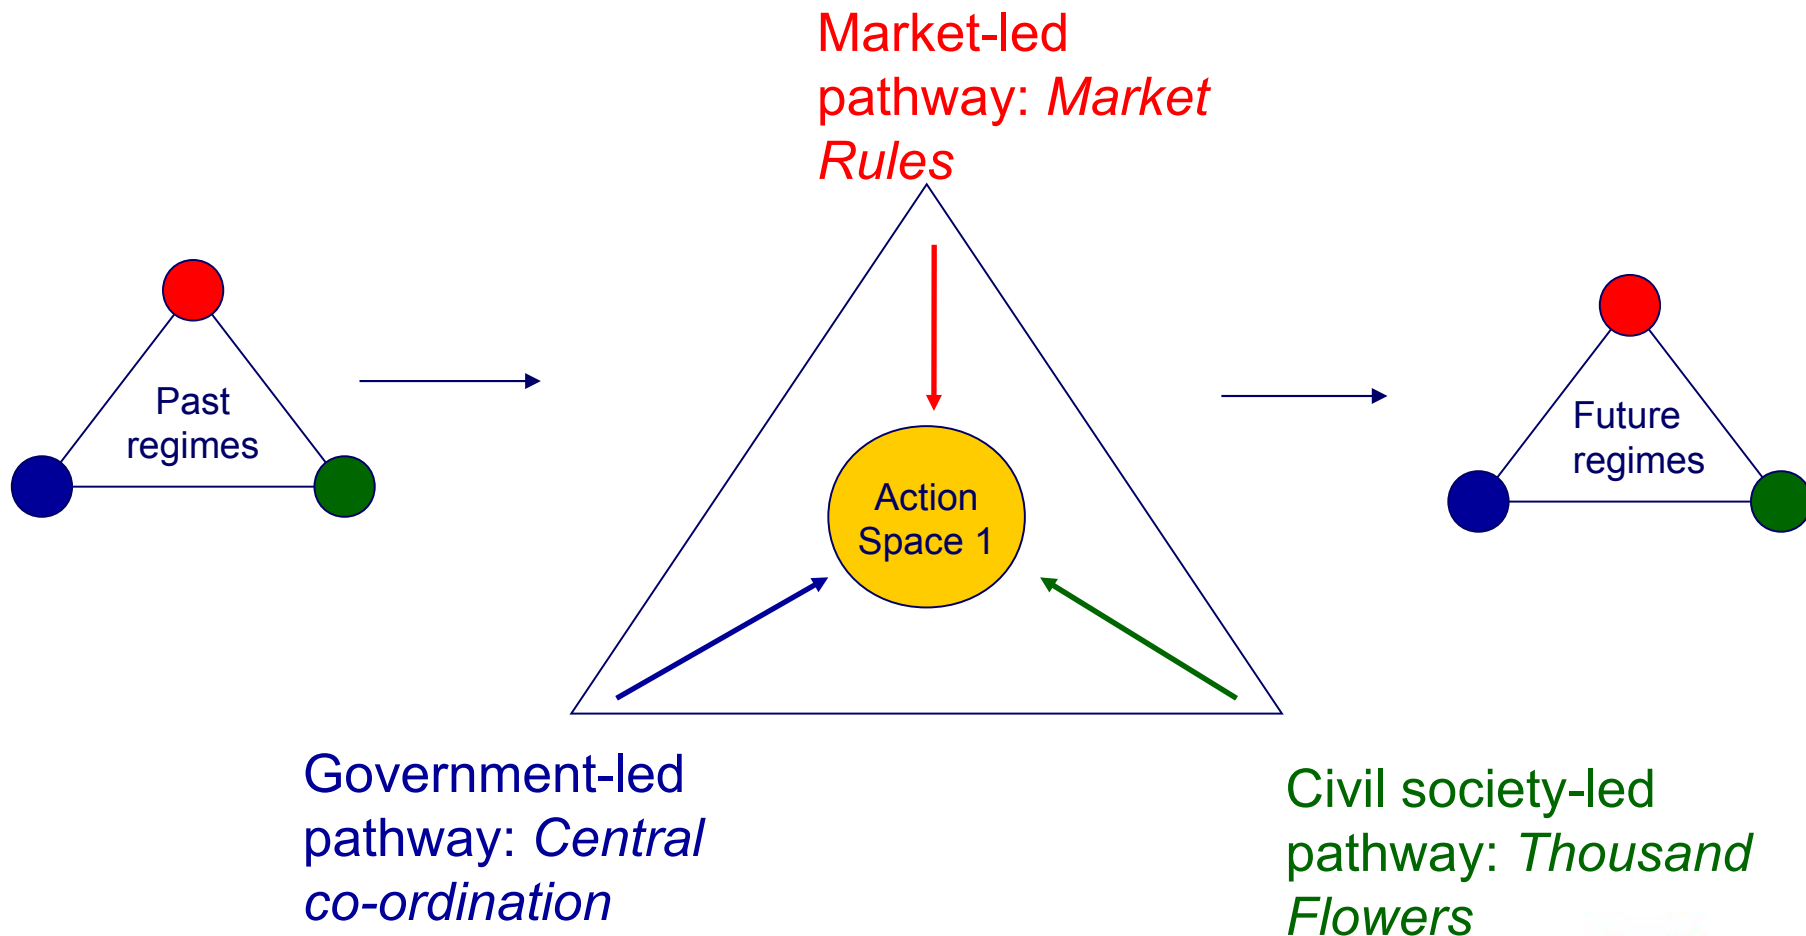 Market-led
pathway: Market
Rules
Past
regimes
Action
Space 1
Future
regimes
Government-led
pathway: Central
co-ordination
Civil society-led
pathway: Thousand
Flowers